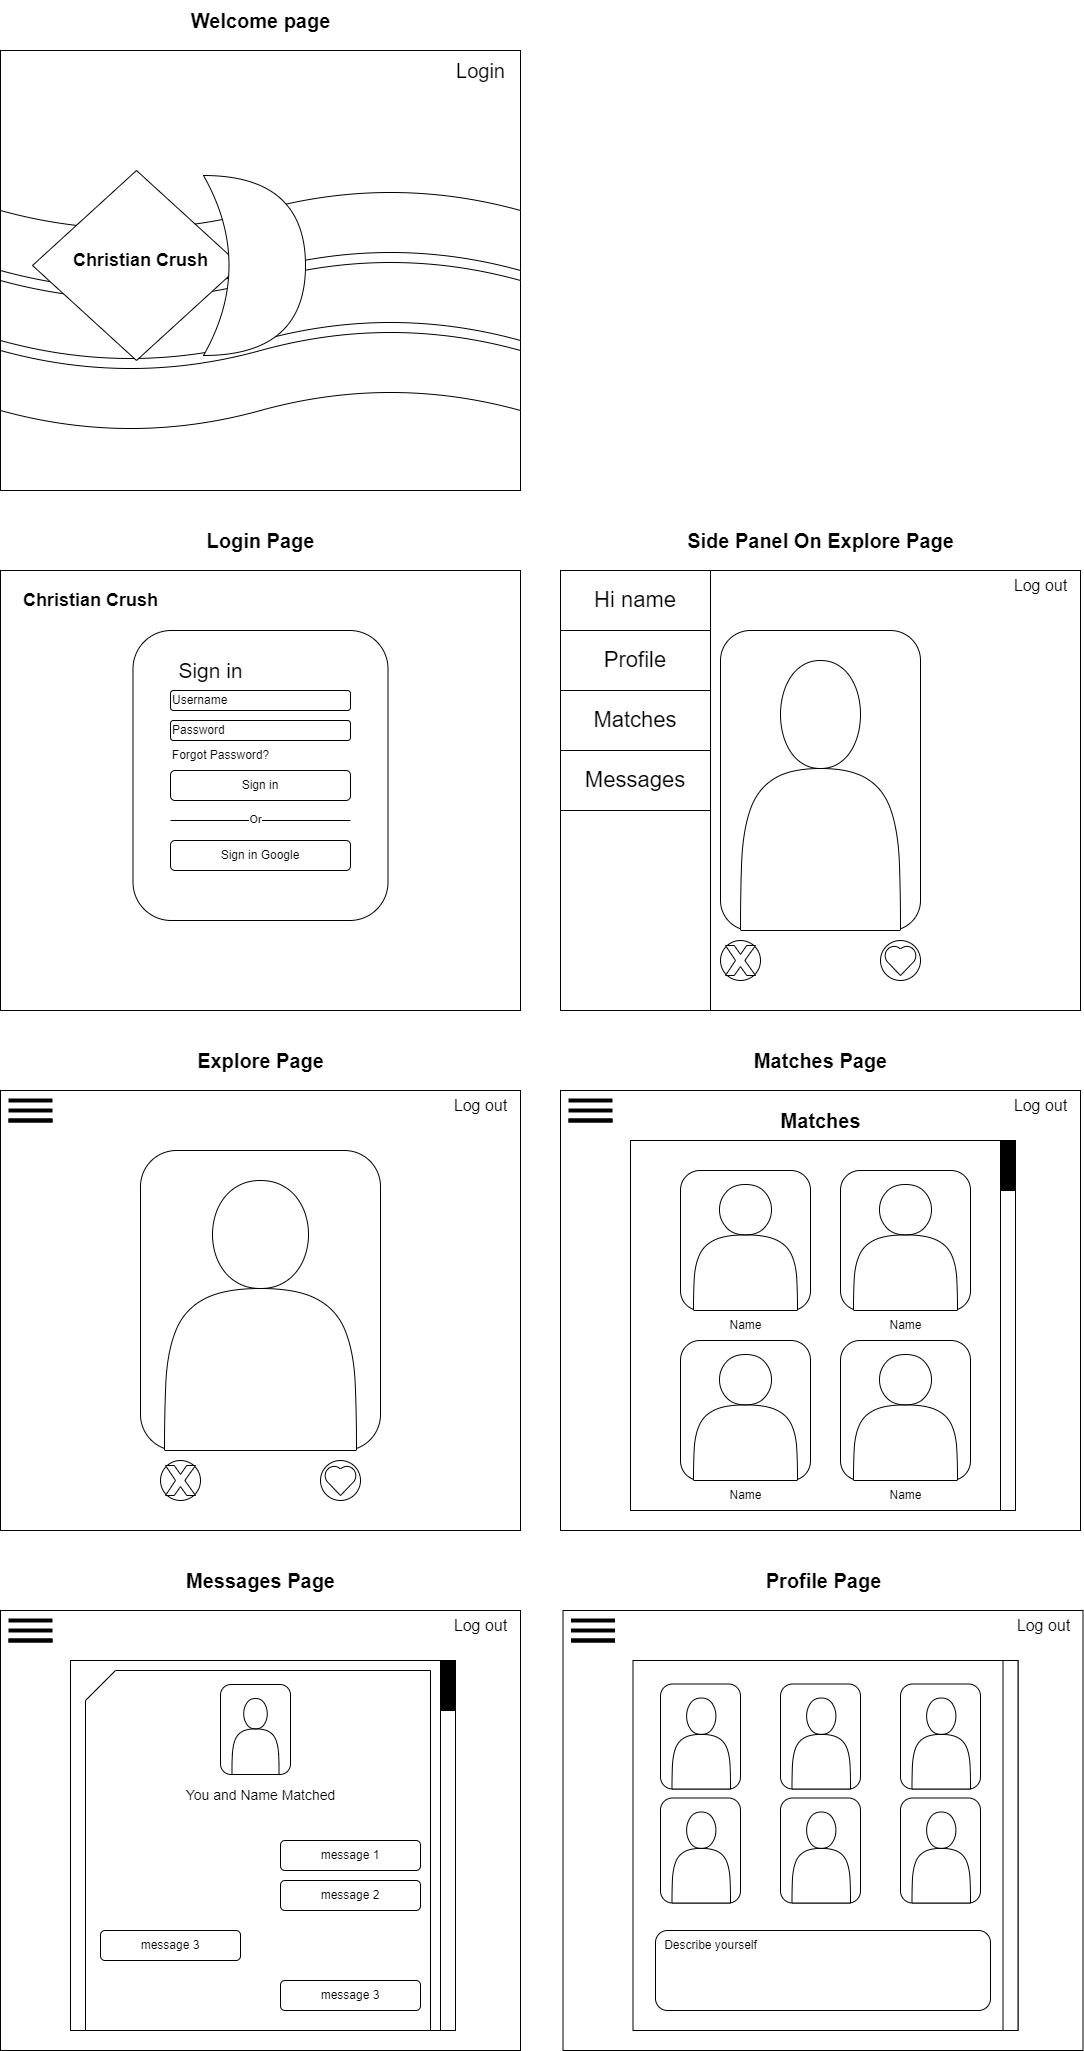 Welcome page
Login
Christian Crush
Login Page
Christian Crush
Sign in
Username
Password
Forgot Password?
Sign in
Or
Sign in Google
Side Panel On Explore Page
Log out
Hi name
Profile
Matches
Messages
X
Explore Page
Log out
X
Matches Page
Log out
Matches
Name
Name
Name
Name
Messages Page
Log out
You and Name Matched
message 1
message 2
message 3
message 3
Profile Page
Log out
Describe yourself